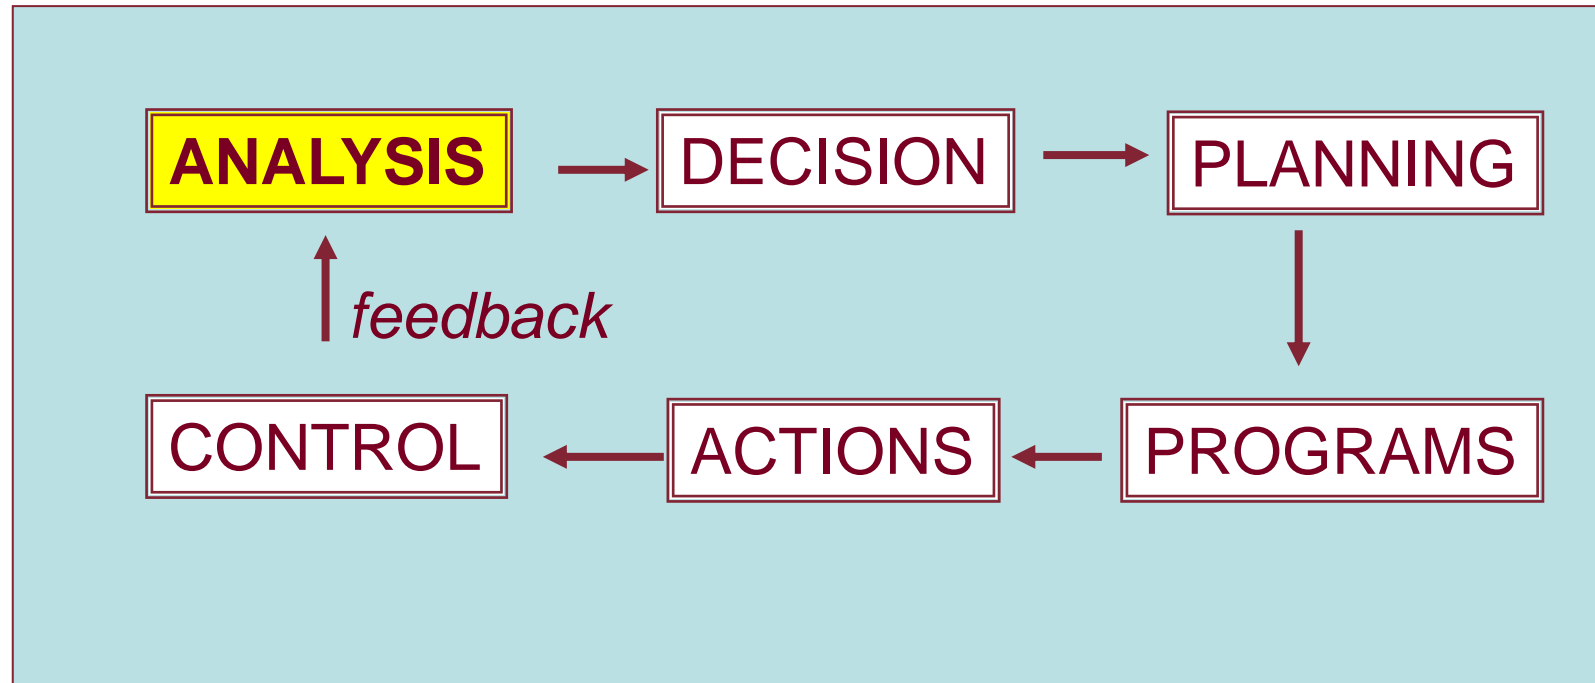 ANALYSIS
DECISION
PLANNING
feedback
CONTROL
ACTIONS
PROGRAMS